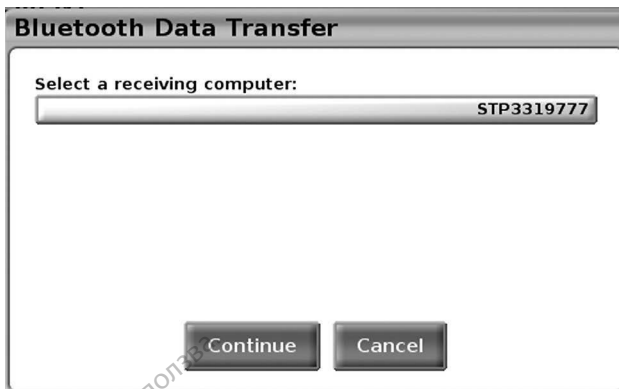 Bluetooth Data Transfer
Select a receiving computer:
STP3319777
Continue
Cancel